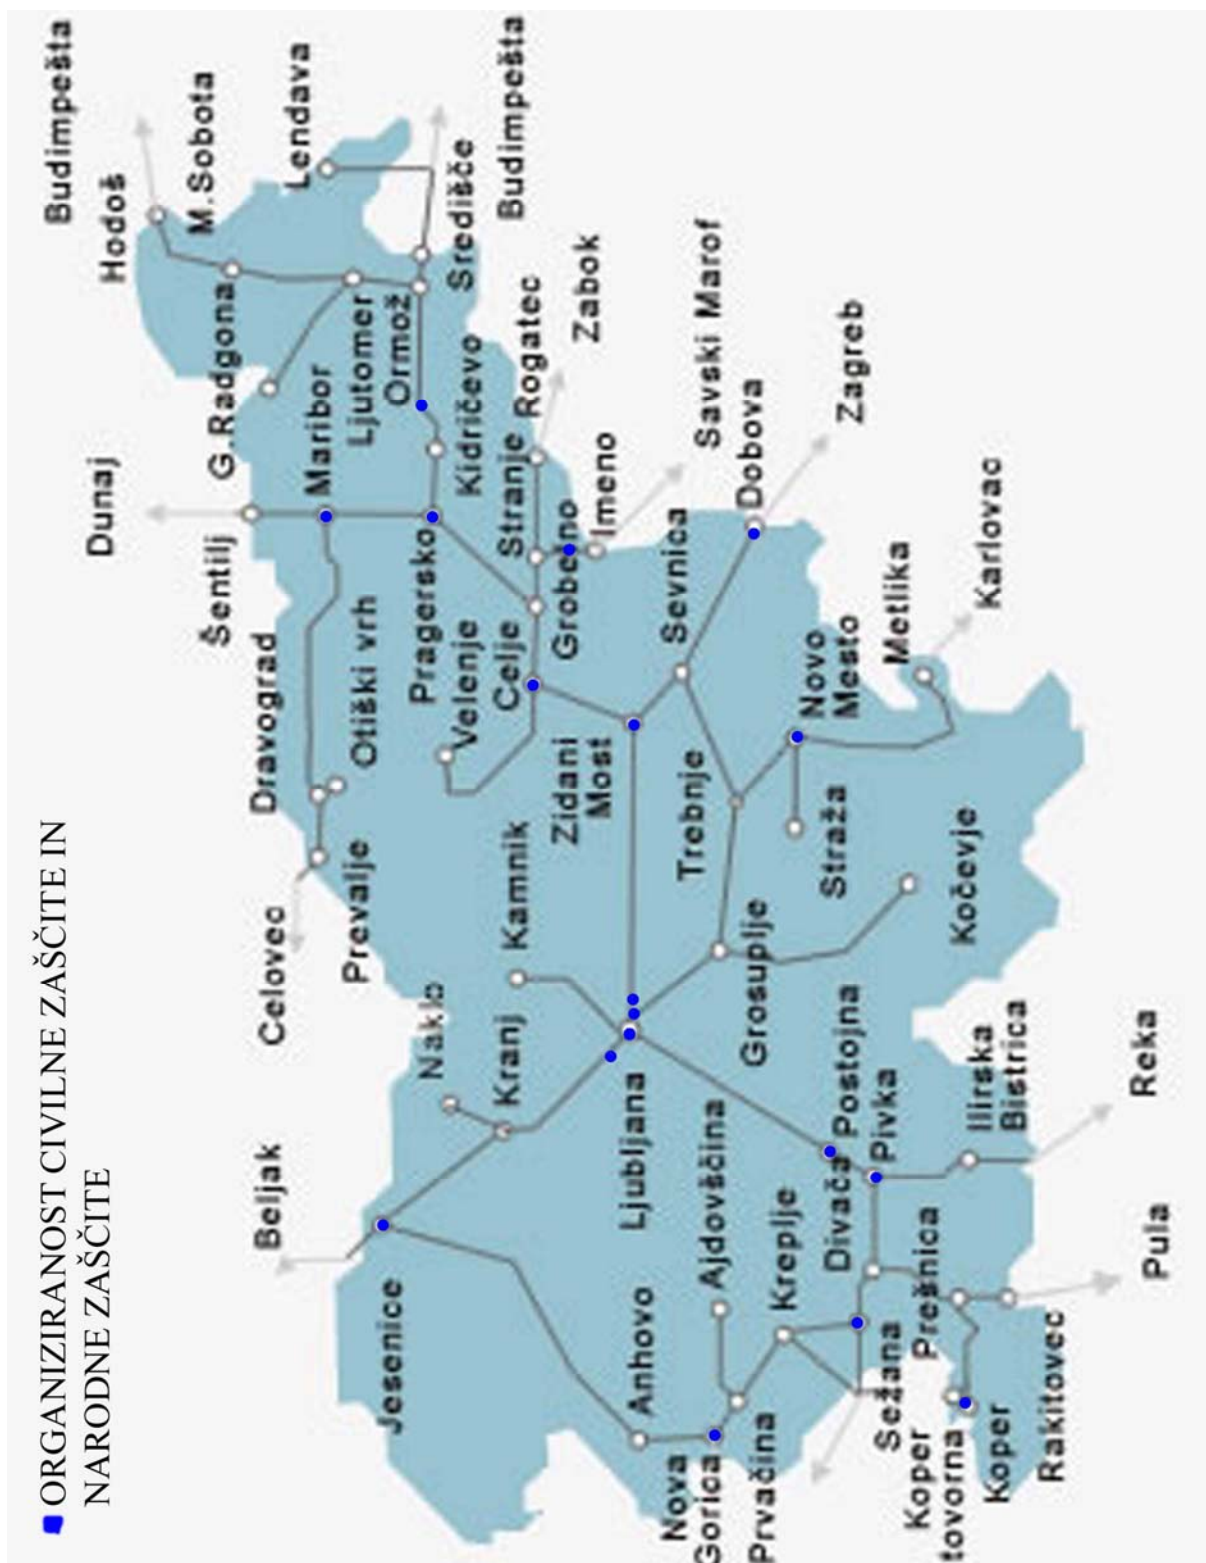 ORGANIZIRANOST CIVILNE ZAŠČITE IN
NARODNE ZAŠČITE
Budimpešta
Hodoš
M.Sobota
Lendava
Dunaj
G.Radgona
Maribor
Ljutomer
Ormož
Središče
Budimpešta
Šentilj
Dravograd
Otiški vrh
Pragersko
Kidričevo
Stranje
Rogatec
Zabok
Celovec
Prevalje
Velenje
Celje
Grobelno
Imeno
Savski Marof
Naklo
Kranj
Kamnik
Zidani
Most
Sevnica
Dobova
Zagreb
Beljak
Jesenice
Ljubljana
Trebnje
Novo
Mesto
Metlika
Karlovac
Grosuplje
Straža
Kočevje
Anhovo
Ajdovščina
Kreplje
Divača
Postojna
Pivka
Ilirska
Bistrica
Reka
Nova
Gorica
Prvačina
Sežana
Prešnica
Pula
Koper
tovorna
Koper
Rakitovec